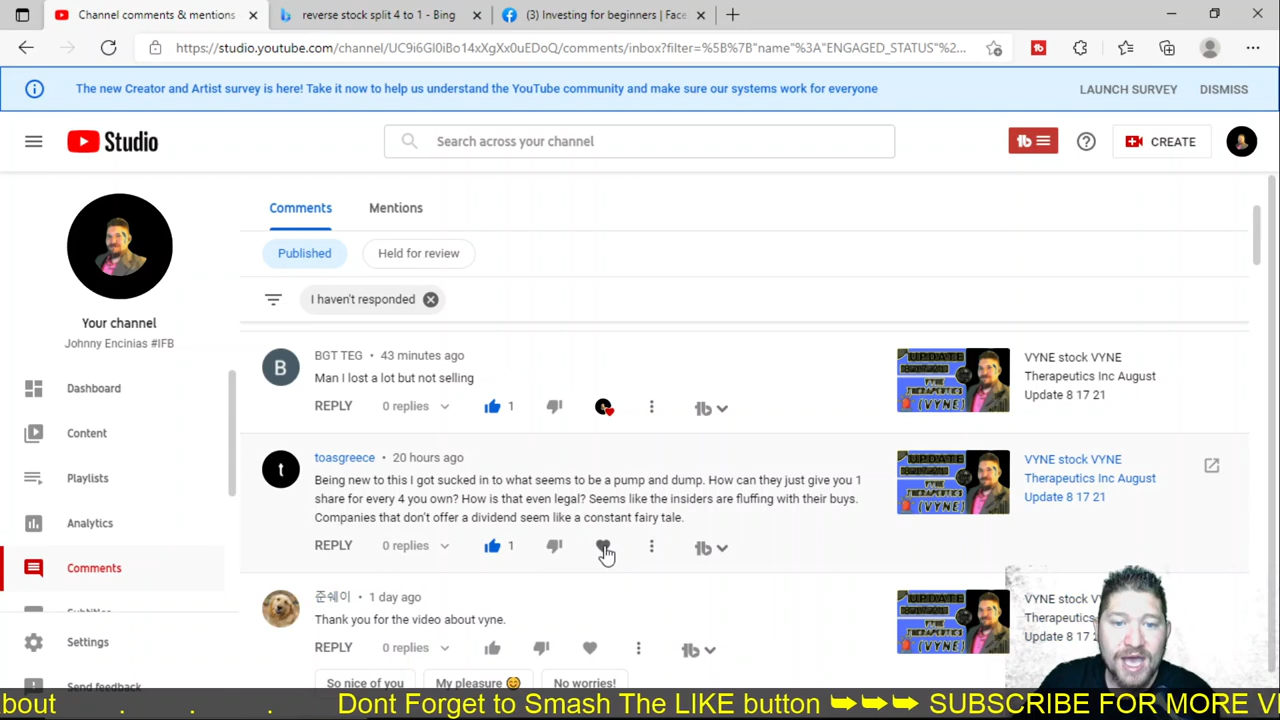 Channel comments & mentions
reverse stock split 4 to 1 - Bing
(3) Investing for beginners | Face
https://studio.youtube.com/channel/UC9i6GI0iBo14xXgXx0uEDoQ/comments/inbox?filter=%5B%7B"name"%3A"ENGAGED_STATUS"%2...
The new Creator and Artist survey is here! Take it now to help us understand the YouTube community and make sure our systems work for everyone
LAUNCH SURVEY
DISMISS
Studio
Search across your channel
CREATE
Your channel
Johnny Encinias #IFB
Dashboard
Content
Playlists
Analytics
Comments
Settings
Send feedback
Comments
Mentions
Published
Held for review
I haven't responded
B
BGT TEG • 43 minutes ago
Man I lost a lot but not selling
REPLY 0 replies 1
VYNE stock VYNE
Therapeutics Inc August
Update 8 17 21
t
toasgreece • 20 hours ago
Being new to this I got sucked in to what seems to be a pump and dump. How can they just give you 1
share for every 4 you own? How is that even legal? Seems like the insiders are fluffing with their buys.
Companies that don't offer a dividend seem like a constant fairy tale.
REPLY 0 replies 1
VYNE stock VYNE
Therapeutics Inc August
Update 8 17 21
준쉐이 • 1 day ago
Thank you for the video about vyne.
REPLY 0 replies
So nice of you
My pleasure 😊
No worries!
VYNE stock
Therapeutics
Update
about . . . Dont Forget to Smash The LIKE button ➥➥➥ SUBSCRIBE FOR MORE VI